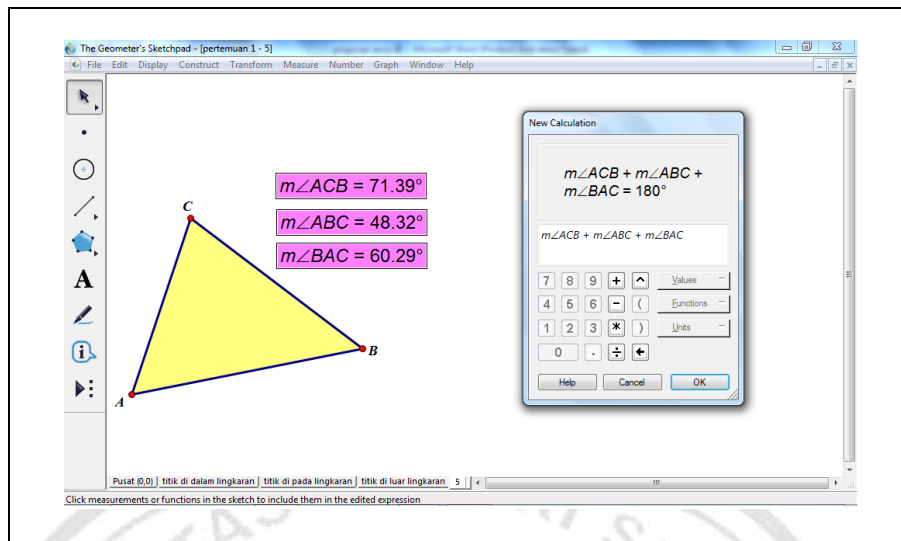 The Geometer's Sketchpad - [pertemuan 1 - 5]
File Edit Display Construct Transform Measure Number Graph Window Help
New Calculation
m∠ACB + m∠ABC +
m∠BAC = 180°
m∠ACB = 71.39°
m∠ABC = 48.32°
m∠BAC = 60.29°
m∠ACB + m∠ABC + m∠BAC
C
B
A
A
7 8 9 + ^ Values
4 5 6 - ( Functions
1 2 3 * ) Units
0 . ÷
Help Cancel OK
Pusat (0,0) titik di dalam lingkaran titik di pada lingkaran titik di luar lingkaran 5
Click measurements or functions in the sketch to include them in the edited expression